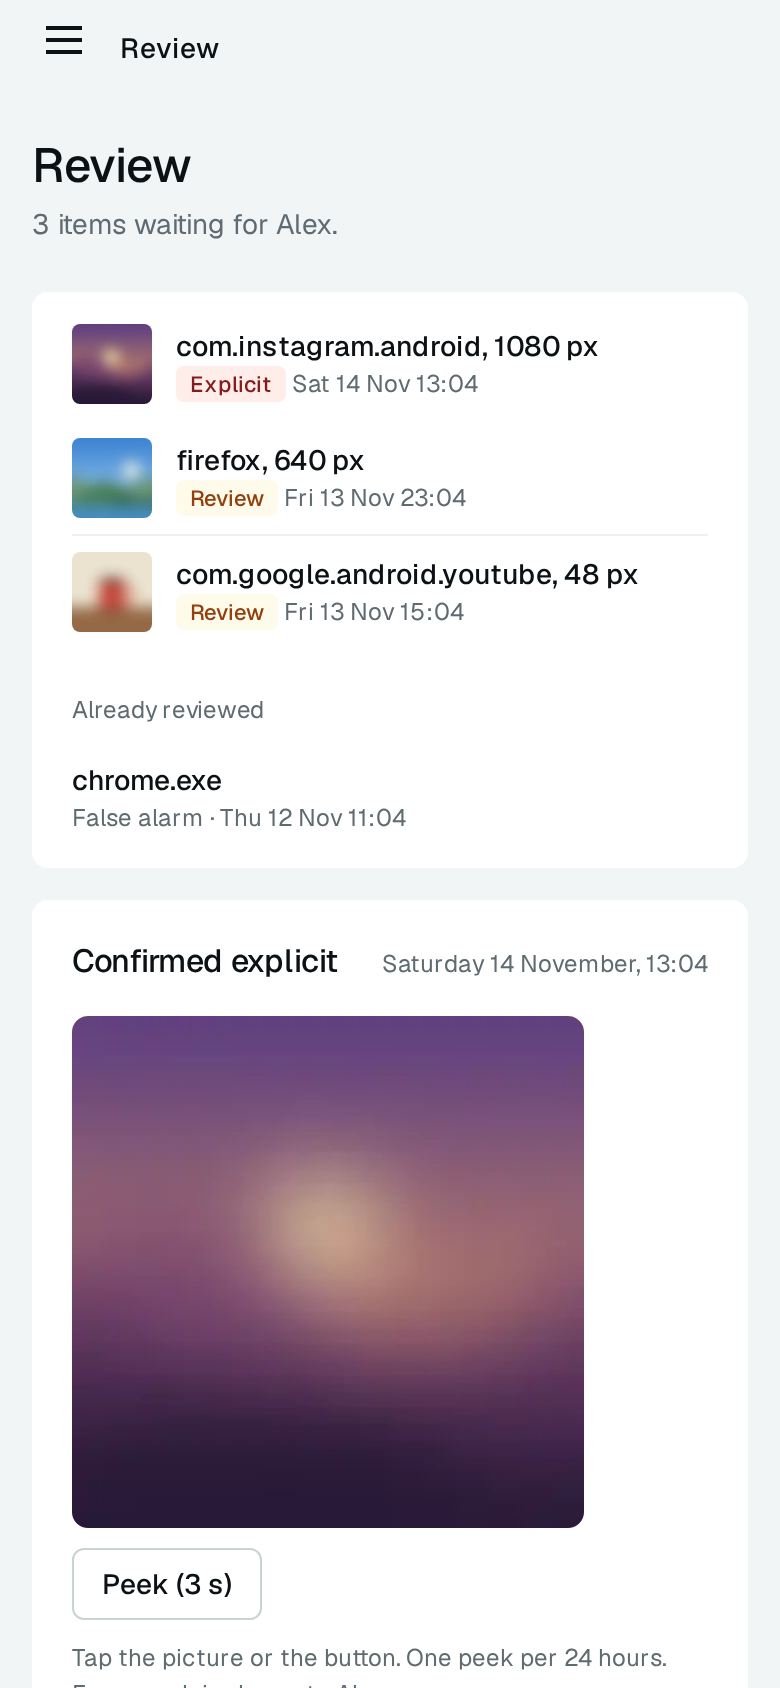 Review
Review
3 items waiting for Alex.
com.instagram.android, 1080 px
Explicit Sat 14 Nov 13:04
firefox, 640 px
Review Fri 13 Nov 23:04
com.google.android.youtube, 48 px
Review Fri 13 Nov 15:04
Already reviewed
chrome.exe
False alarm · Thu 12 Nov 11:04
Confirmed explicit Saturday 14 November, 13:04
Peek (3 s)
Tap the picture or the button. One peek per 24 hours.